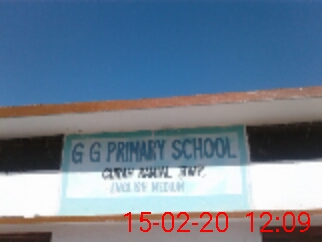 G G PRIMARY SCHOOL
ENGLISH MEDIUM
15-02-20 12:09